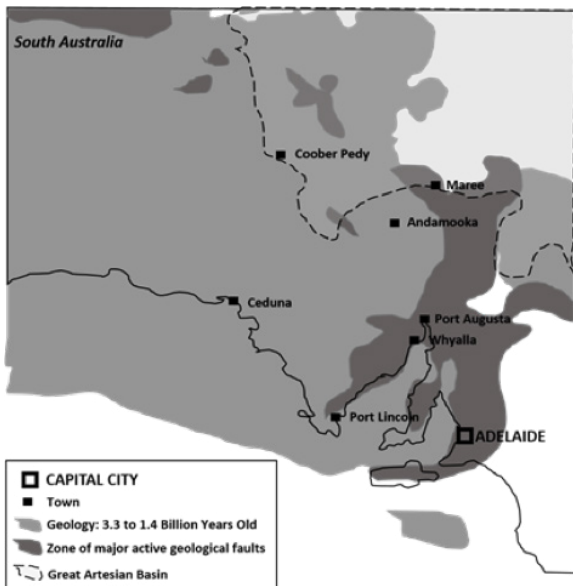 South Australia
Coober Pedy
Maree
Andamooka
Ceduna
Port Augusta
Whyalla
Port Lincoln
ADELAIDE
CAPITAL CITY
Town
Geology: 3.3 to 1.4 Billion Years Old
Zone of major active geological faults
Great Artesian Basin